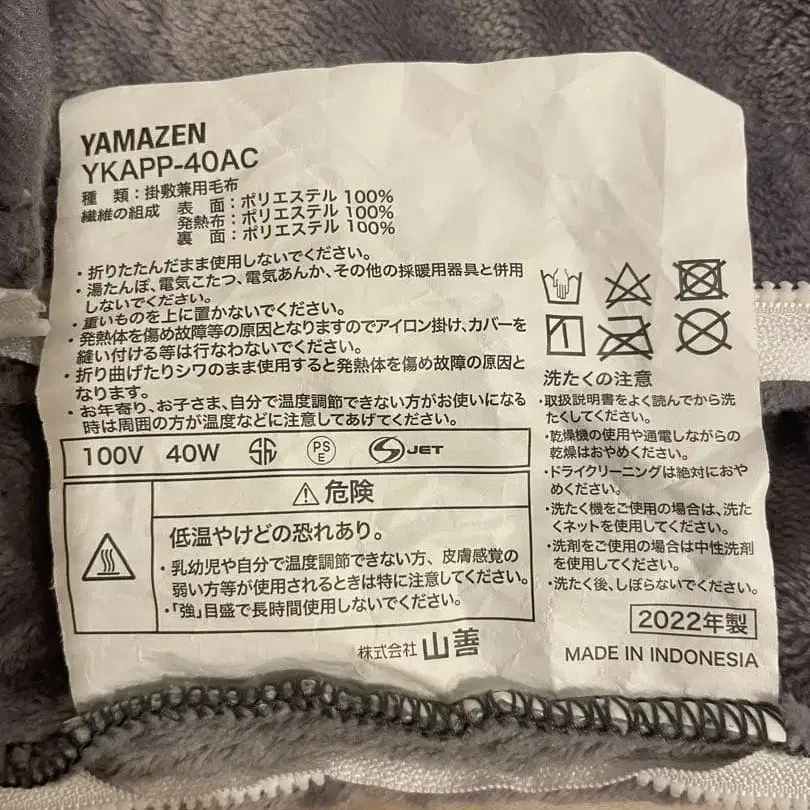 YAMAZEN
YKAPP-40AC
種　類：掛敷兼用毛布
繊維の組成　表　面：ポリエステル 100%
発熱布：ポリエステル 100%
裏　面：ポリエステル 100%
・折りたたんだまま使用しないでください。
・湯たんぽ、電気こたつ、電気あんか、その他の採暖用器具と併用
しないでください。
・重いものを上に置かないでください。
・発熱体を傷め故障等の原因となりますのでアイロン掛け、カバーを
縫い付ける等は行なわないでください。
・折り曲げたりシワのまま使用すると発熱体を傷め故障の原因と
なります。
・お年寄り、お子さま、自分で温度調節できない方がお使いになる
時は周囲の方が温度などに注意してあげてください。
100V 40W PS E JET
危険
低温やけどの恐れあり。
・乳幼児や自分で温度調節できない方、皮膚感覚の
弱い方等が使用されるときは特に注意してください。
・「強」目盛で長時間使用しないでください。
株式会社 山善
洗たくの注意
・取扱説明書をよく読んでから洗
たくしてください。
・乾燥機の使用や通電しながらの
乾燥はおやめください。
・ドライクリーニングは絶対におや
めください。
・洗たく機をご使用の場合は、洗た
くネットを使用してください。
・洗剤をご使用の場合は中性洗剤
を使用してください。
・洗たく後、しぼらないでください。
2022年製
MADE IN INDONESIA